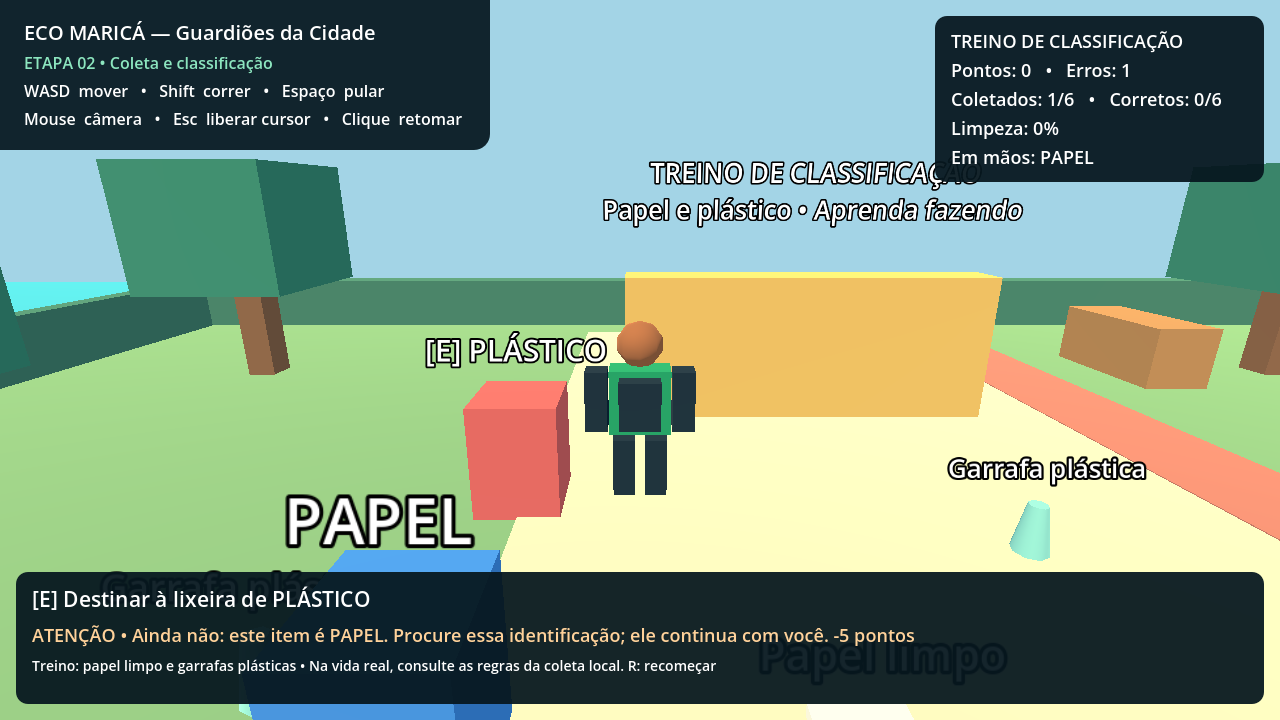 ECO MARICÁ — Guardiões da Cidade
ETAPA 02 • Coleta e classificação
WASD mover • Shift correr • Espaço pular
Mouse câmera • Esc liberar cursor • Clique retomar
TREINO DE CLASSIFICAÇÃO
Pontos: 0 • Erros: 1
Coletados: 1/6 • Corretos: 0/6
Limpeza: 0%
Em mãos: PAPEL
TREINO DE CLASSIFICAÇÃO
Papel e plástico • Aprenda fazendo
[E] PLÁSTICO
Garrafa plástica
PAPEL
Garrafa plás
[E] Destinar à lixeira de PLÁSTICO
ATENÇÃO • Ainda não: este item é PAPEL. Procure essa identificação; ele continua com você. -5 pontos
Papel limpo
Treino: papel limpo e garrafas plásticas • Na vida real, consulte as regras da coleta local. R: recomeçar